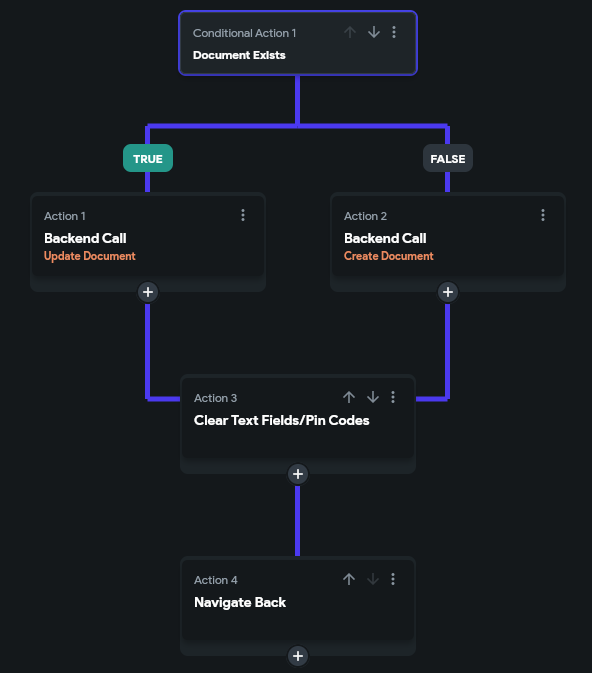 Conditional Action 1
Document Exists
TRUE
FALSE
Action 1
Backend Call
Update Document
Action 2
Backend Call
Create Document
Action 3
Clear Text Fields/Pin Codes
Action 4
Navigate Back